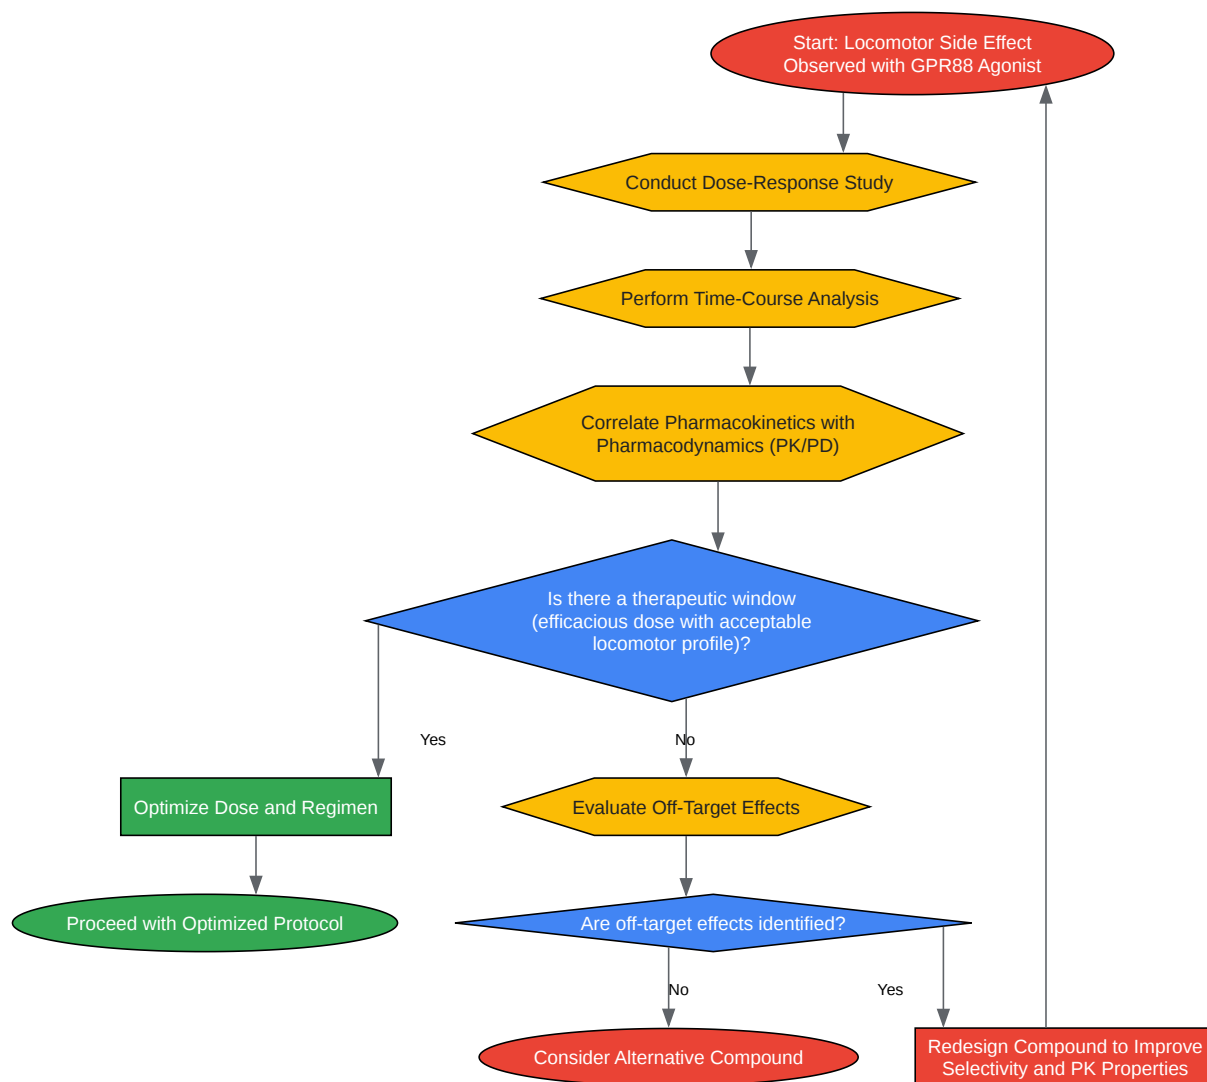 Start: Locomotor Side Effect
Observed with GPR88 Agonist
Conduct Dose-Response Study
Perform Time-Course Analysis
Correlate Pharmacokinetics with
Pharmacodynamics (PK/PD)
Is there a therapeutic window
(efficacious dose with acceptable
locomotor profile)?
Yes
No
Optimize Dose and Regimen
Evaluate Off-Target Effects
Proceed with Optimized Protocol
Are off-target effects identified?
No
Yes
Consider Alternative Compound
Redesign Compound to Improve
Selectivity and PK Properties